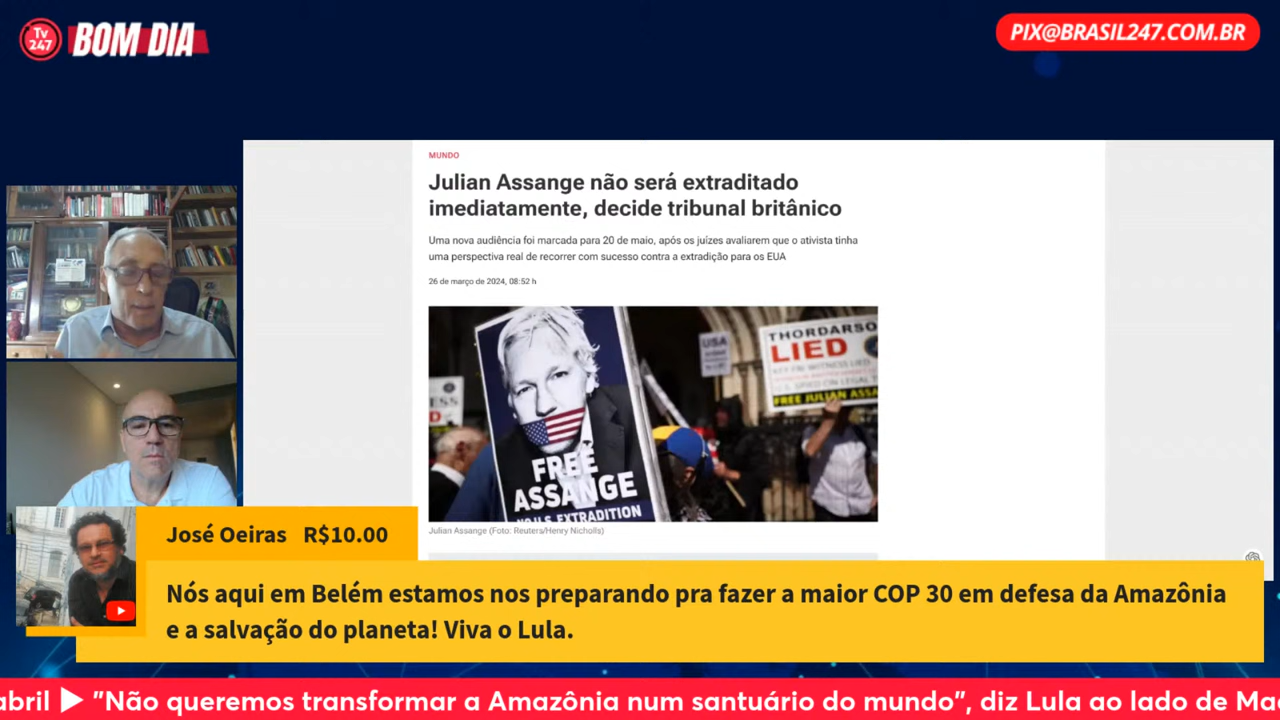 Tv 247
BOM DIA
PIX@BRASIL247.COM.BR
MUNDO
Julian Assange não será extraditado
imediatamente, decide tribunal britânico
Uma nova audiência foi marcada para 20 de maio, após os juízes avaliarem que o ativista tinha
uma perspectiva real de recorrer com sucesso contra a extradição para os EUA
26 de março de 2024, 08:52 h
USA
THORDARSO
LIED
FREE JULIAN ASSA
FREE
ASSANGE
U.S. EXTRADITION
Julian Assange (Foto: Reuters/Henry Nicholls)
José Oeiras R$10.00
Nós aqui em Belém estamos nos preparando pra fazer a maior COP 30 em defesa da Amazônia
e a salvação do planeta! Viva o Lula.
abril ▶ "Não queremos transformar a Amazônia num santuário do mundo", diz Lula ao lado de Ma